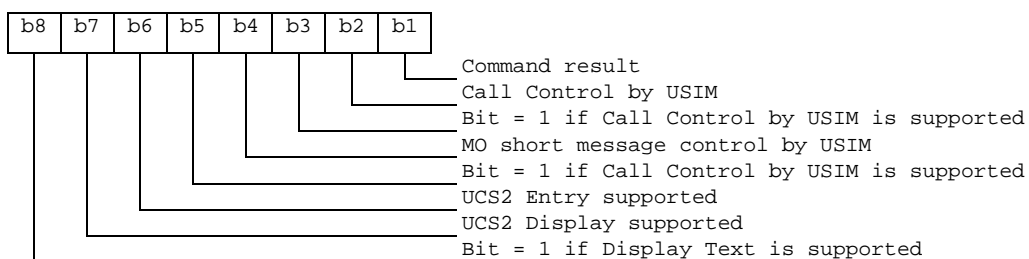 b8 b7 b6 b5 b4 b3 b2 b1
Command result
Call Control by USIM
Bit = 1 if Call Control by USIM is supported
MO short message control by USIM
Bit = 1 if Call Control by USIM is supported
UCS2 Entry supported
UCS2 Display supported
Bit = 1 if Display Text is supported